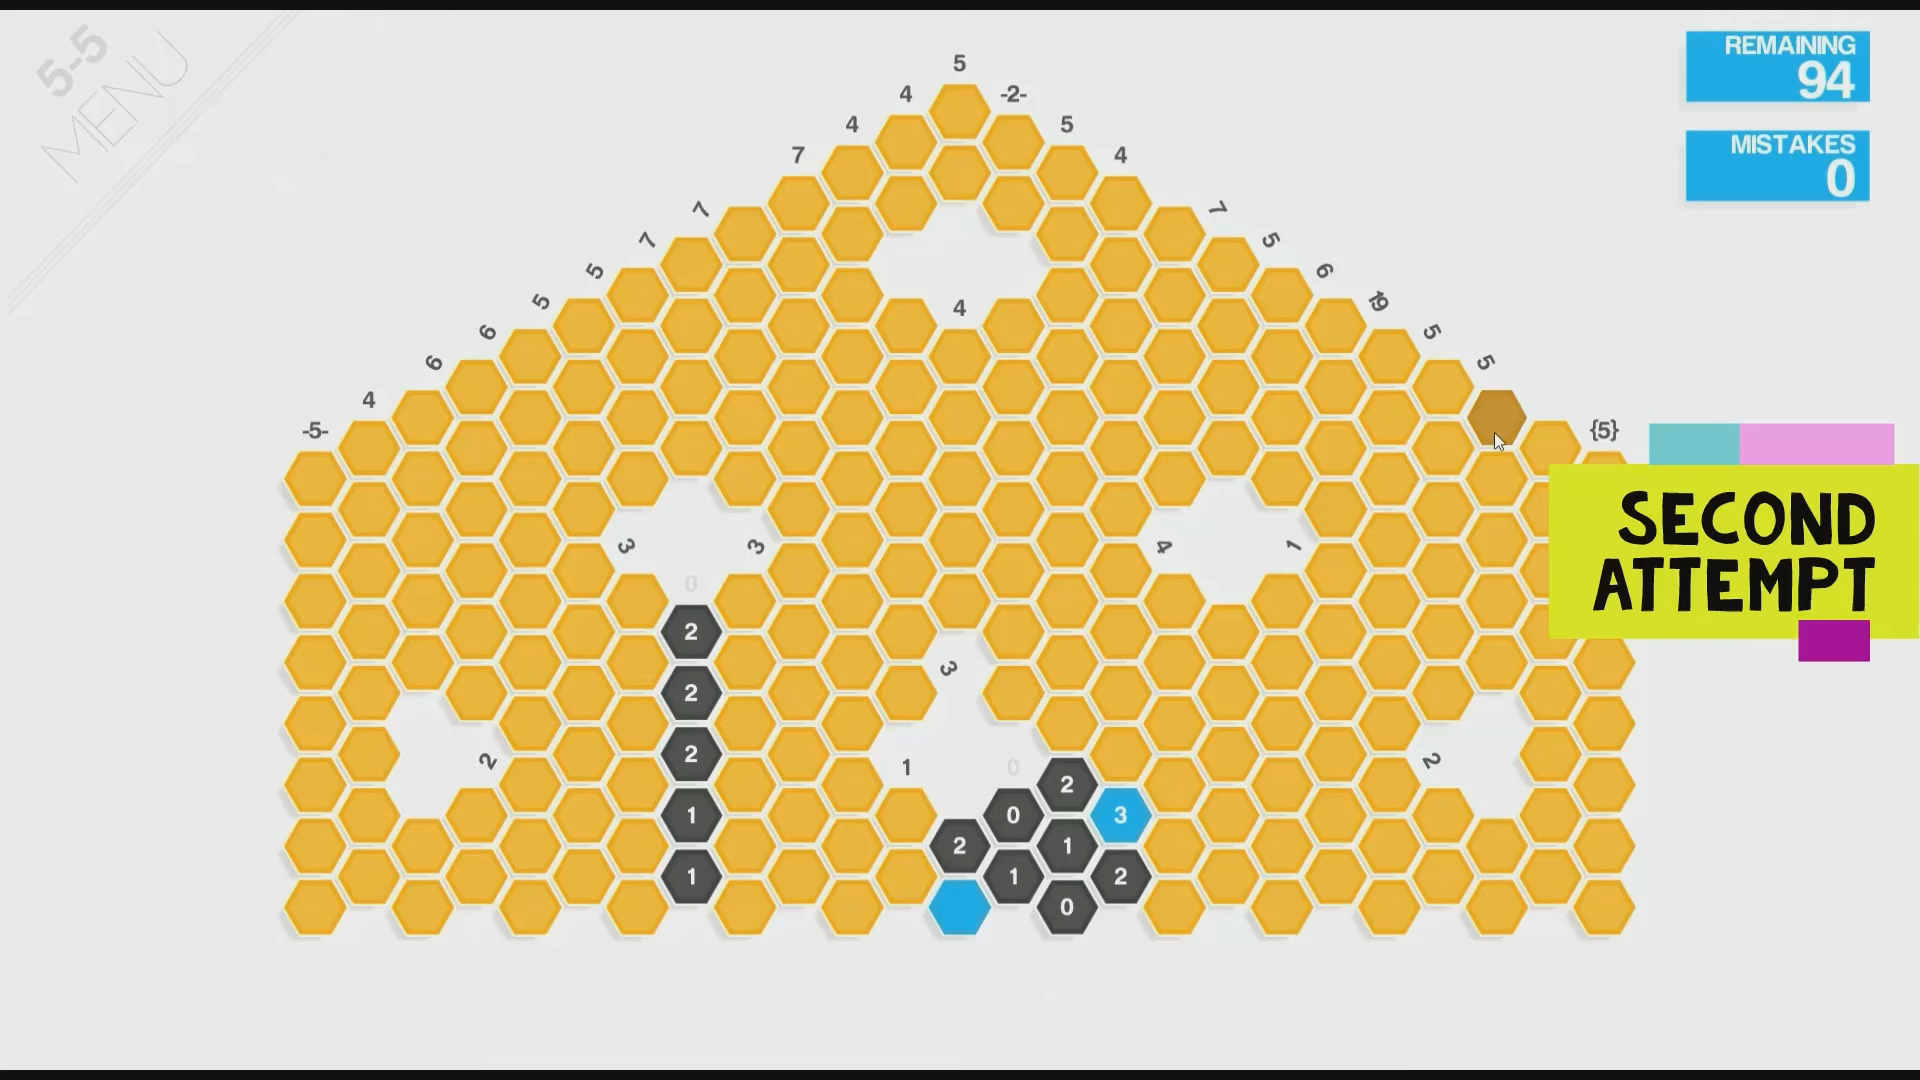 5-5
MENU
REMAINING
94
MISTAKES
0
5
4 -2-
4 5
7 4
7 7
7 5
5 6
5 19
6 5
6 5
4
-5- {5}
SECOND
ATTEMPT
4
3 3 4 1
0
2
3
2
2 2 2
1 0
2
1 0 3
2 1
1 1 2
0